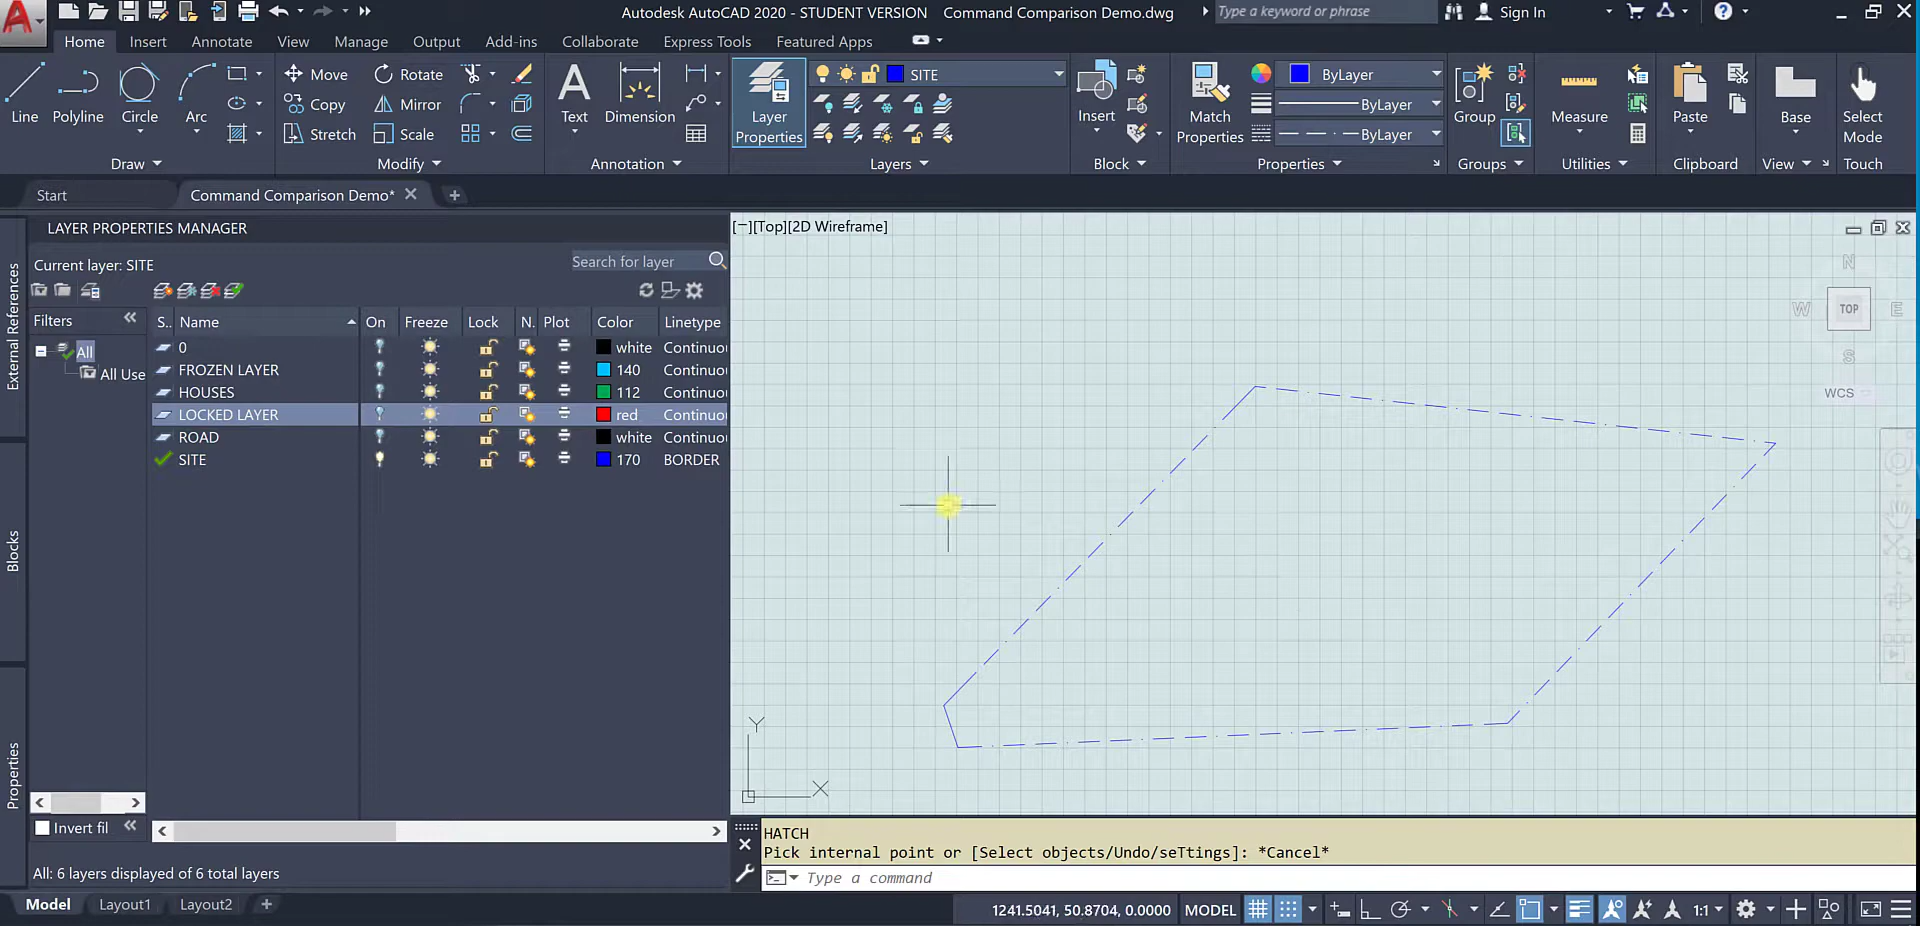 Autodesk AutoCAD 2020 - STUDENT VERSION Command Comparison Demo.dwg
Type a keyword or phrase
Sign In
Home Insert Annotate View Manage Output Add-ins Collaborate Express Tools Featured Apps
Line Polyline Circle Arc
Move Rotate
Copy Mirror
Stretch Scale
Text Dimension
Layer Properties
SITE
Insert
Match Properties
ByLayer
ByLayer
ByLayer
Group Measure Paste Base Select Mode
Draw Modify Annotation Layers Block Properties Groups Utilities Clipboard View Touch
Start Command Comparison Demo*
LAYER PROPERTIES MANAGER
Current layer: SITE
Search for layer
Filters
All
All Use
S.. Name On Freeze Lock N. Plot Color Linetype
0 white Continuo
FROZEN LAYER 140 Continuo
HOUSES 112 Continuo
LOCKED LAYER red Continuo
ROAD white Continuo
SITE 170 BORDER
Invert fil
All: 6 layers displayed of 6 total layers
External References
Blocks
Properties
[−][Top][2D Wireframe]
N
W TOP E
S
WCS
Y
X
HATCH
Pick internal point or [Select objects/Undo/seTtings]: *Cancel*
Type a command
Model Layout1 Layout2
1241.5041, 50.8704, 0.0000 MODEL 1:1